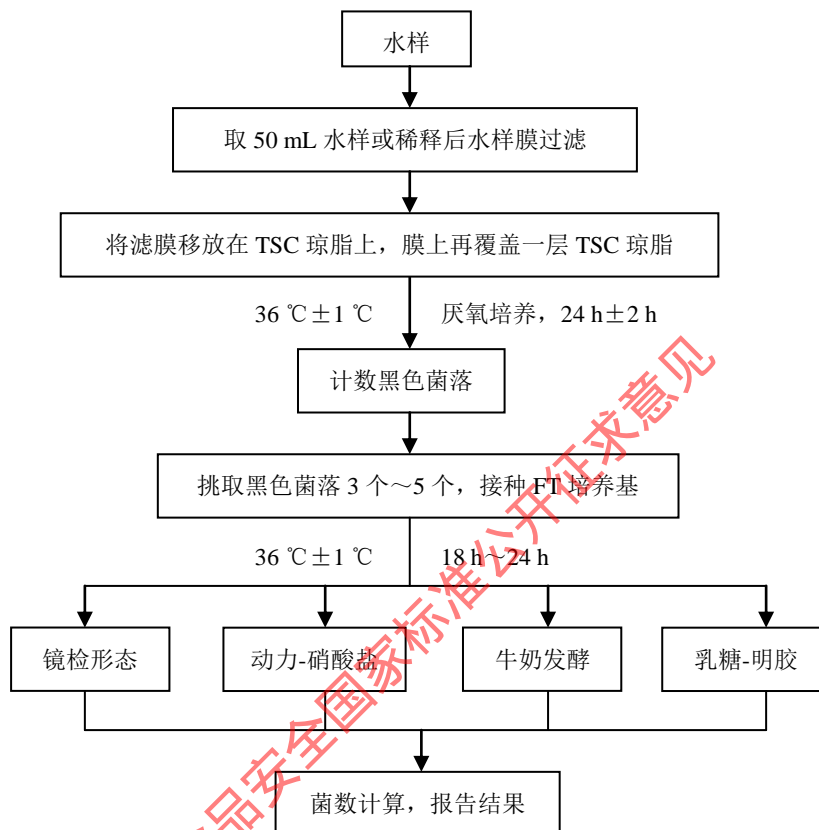 水样
取 50 mL 水样或稀释后水样膜过滤
将滤膜移放在 TSC 琼脂上，膜上再覆盖一层 TSC 琼脂
36 ℃±1 ℃ 厌氧培养，24 h±2 h
计数黑色菌落
挑取黑色菌落 3 个～5 个，接种 FT 培养基
36 ℃±1 ℃ 18 h～24 h
镜检形态 动力-硝酸盐 牛奶发酵 乳糖-明胶
菌数计算，报告结果
品安全国家标准公开征求意见